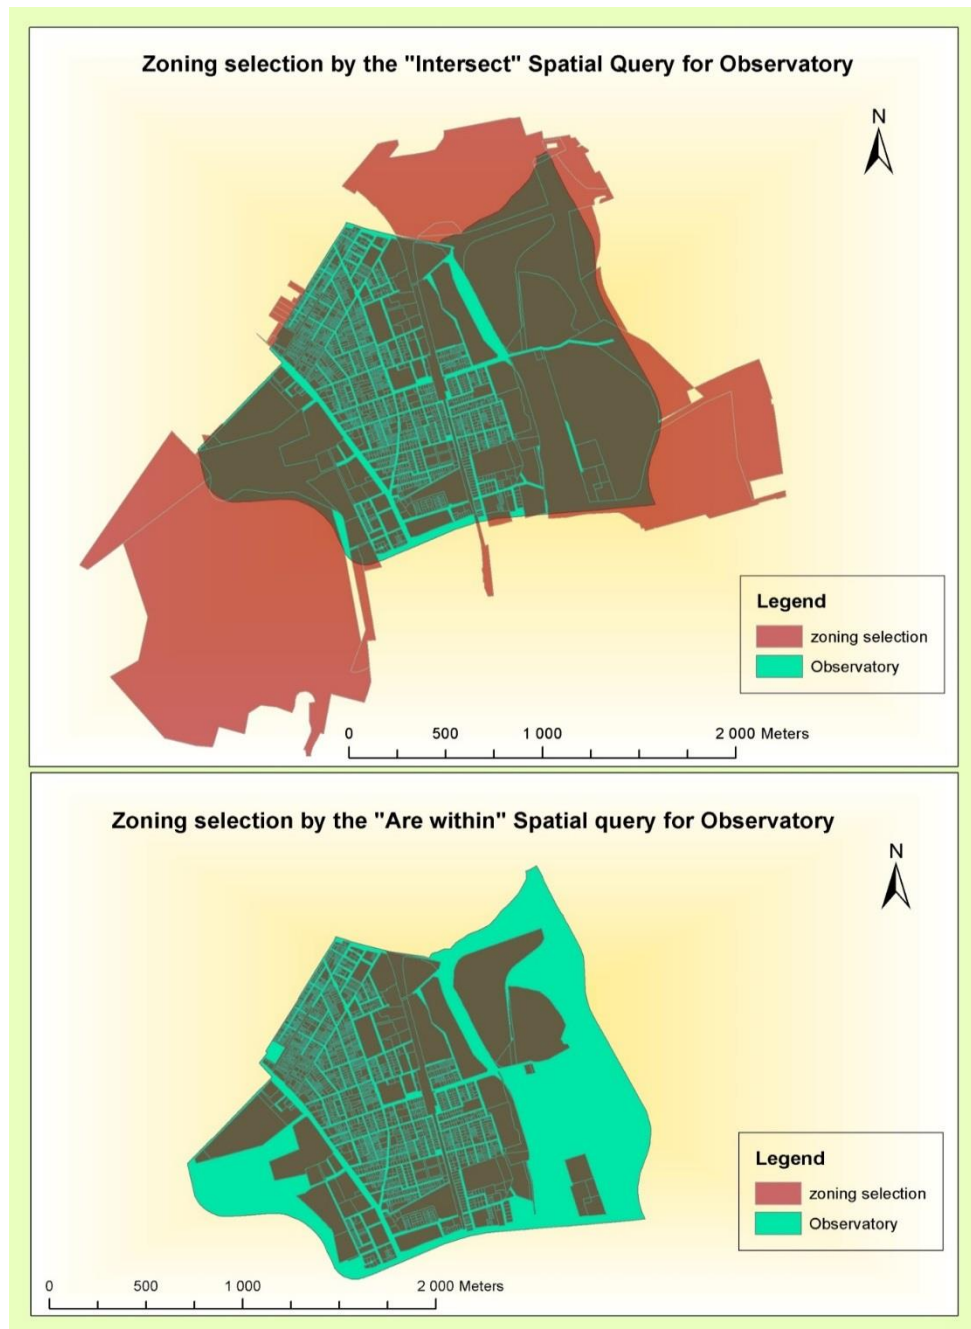 Zoning selection by the "Intersect" Spatial Query for Observatory
N
Legend
zoning selection
Observatory
0 500 1 000 2 000 Meters
Zoning selection by the "Are within" Spatial query for Observatory
N
Legend
zoning selection
Observatory
0 500 1 000 2 000 Meters